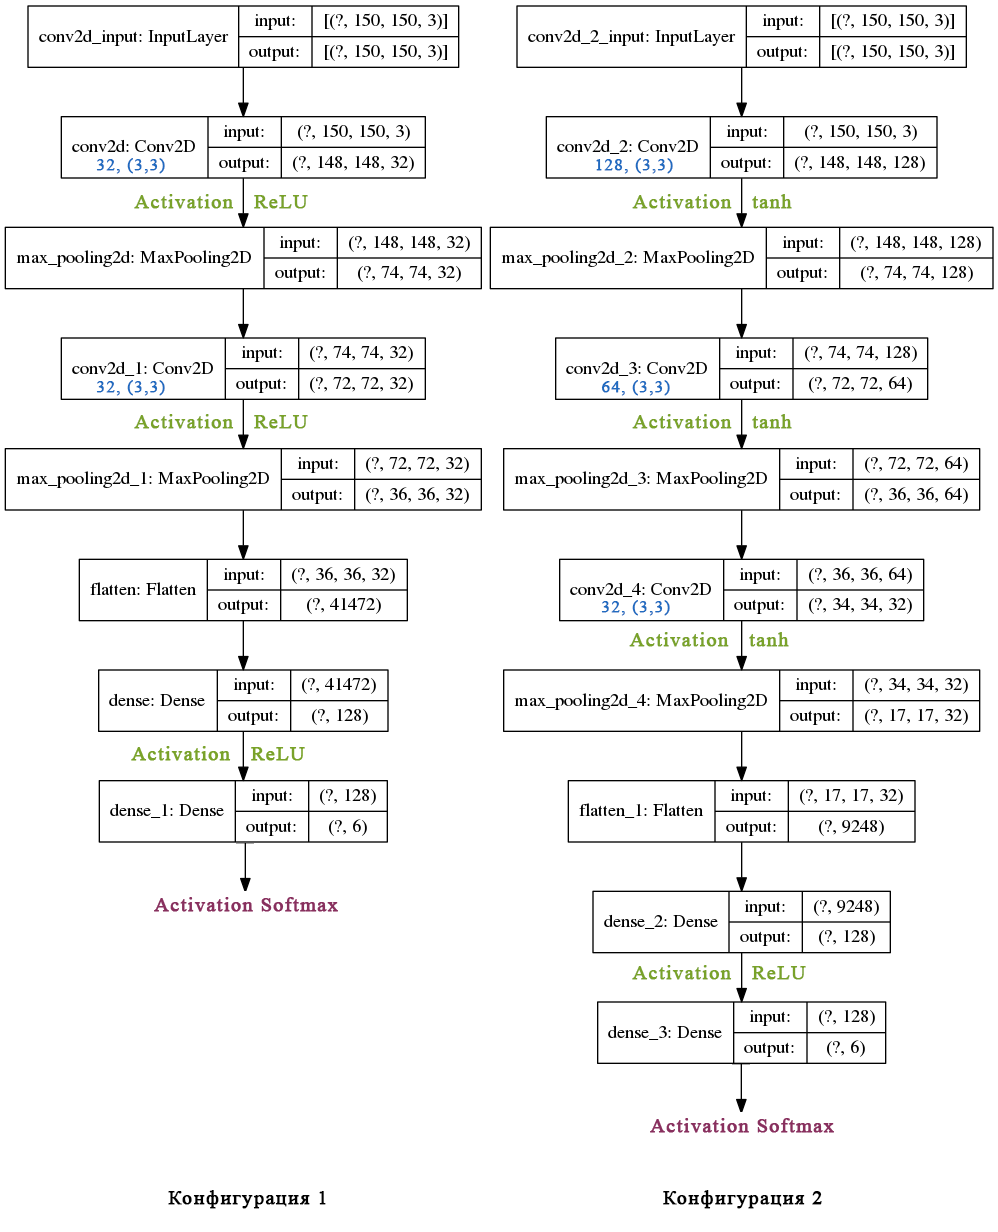 conv2d_input: InputLayer
input: [(?, 150, 150, 3)]
output: [(?, 150, 150, 3)]
conv2d: Conv2D
32, (3,3)
input: (?, 150, 150, 3)
output: (?, 148, 148, 32)
Activation ReLU
max_pooling2d: MaxPooling2D
input: (?, 148, 148, 32)
output: (?, 74, 74, 32)
conv2d_1: Conv2D
32, (3,3)
input: (?, 74, 74, 32)
output: (?, 72, 72, 32)
Activation ReLU
max_pooling2d_1: MaxPooling2D
input: (?, 72, 72, 32)
output: (?, 36, 36, 32)
flatten: Flatten
input: (?, 36, 36, 32)
output: (?, 41472)
dense: Dense
input: (?, 41472)
output: (?, 128)
Activation ReLU
dense_1: Dense
input: (?, 128)
output: (?, 6)
Activation Softmax
Конфигурация 1
conv2d_2_input: InputLayer
input: [(?, 150, 150, 3)]
output: [(?, 150, 150, 3)]
conv2d_2: Conv2D
128, (3,3)
input: (?, 150, 150, 3)
output: (?, 148, 148, 128)
Activation tanh
max_pooling2d_2: MaxPooling2D
input: (?, 148, 148, 128)
output: (?, 74, 74, 128)
conv2d_3: Conv2D
64, (3,3)
input: (?, 74, 74, 128)
output: (?, 72, 72, 64)
Activation tanh
max_pooling2d_3: MaxPooling2D
input: (?, 72, 72, 64)
output: (?, 36, 36, 64)
conv2d_4: Conv2D
32, (3,3)
input: (?, 36, 36, 64)
output: (?, 34, 34, 32)
Activation tanh
max_pooling2d_4: MaxPooling2D
input: (?, 34, 34, 32)
output: (?, 17, 17, 32)
flatten_1: Flatten
input: (?, 17, 17, 32)
output: (?, 9248)
dense_2: Dense
input: (?, 9248)
output: (?, 128)
Activation ReLU
dense_3: Dense
input: (?, 128)
output: (?, 6)
Activation Softmax
Конфигурация 2